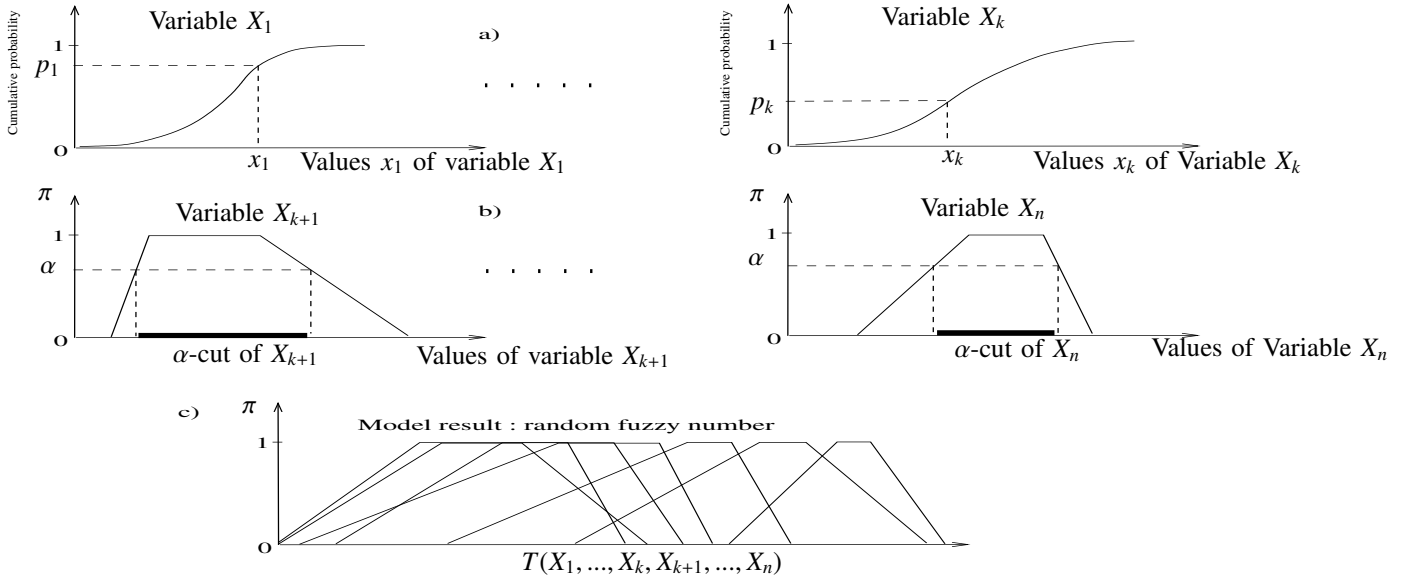 Variable X₁
a)
Variable Xₖ
Cumulative probability
1
p₁
0
x₁
Values x₁ of variable X₁
Cumulative probability
1
pₖ
0
xₖ
Values xₖ of Variable Xₖ
π
Variable Xₖ₊₁
b)
1
α
0
α-cut of Xₖ₊₁
Values of variable Xₖ₊₁
π
Variable Xₙ
1
α
0
α-cut of Xₙ
Values of Variable Xₙ
c)
π
Model result : random fuzzy number
1
0
T(X₁, ..., Xₖ, Xₖ₊₁, ..., Xₙ)